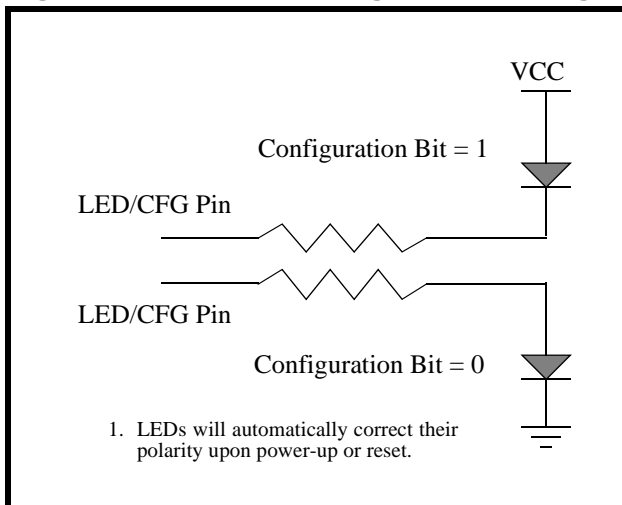 VCC
Configuration Bit = 1
LED/CFG Pin
LED/CFG Pin
Configuration Bit = 0
1. LEDs will automatically correct their
polarity upon power-up or reset.